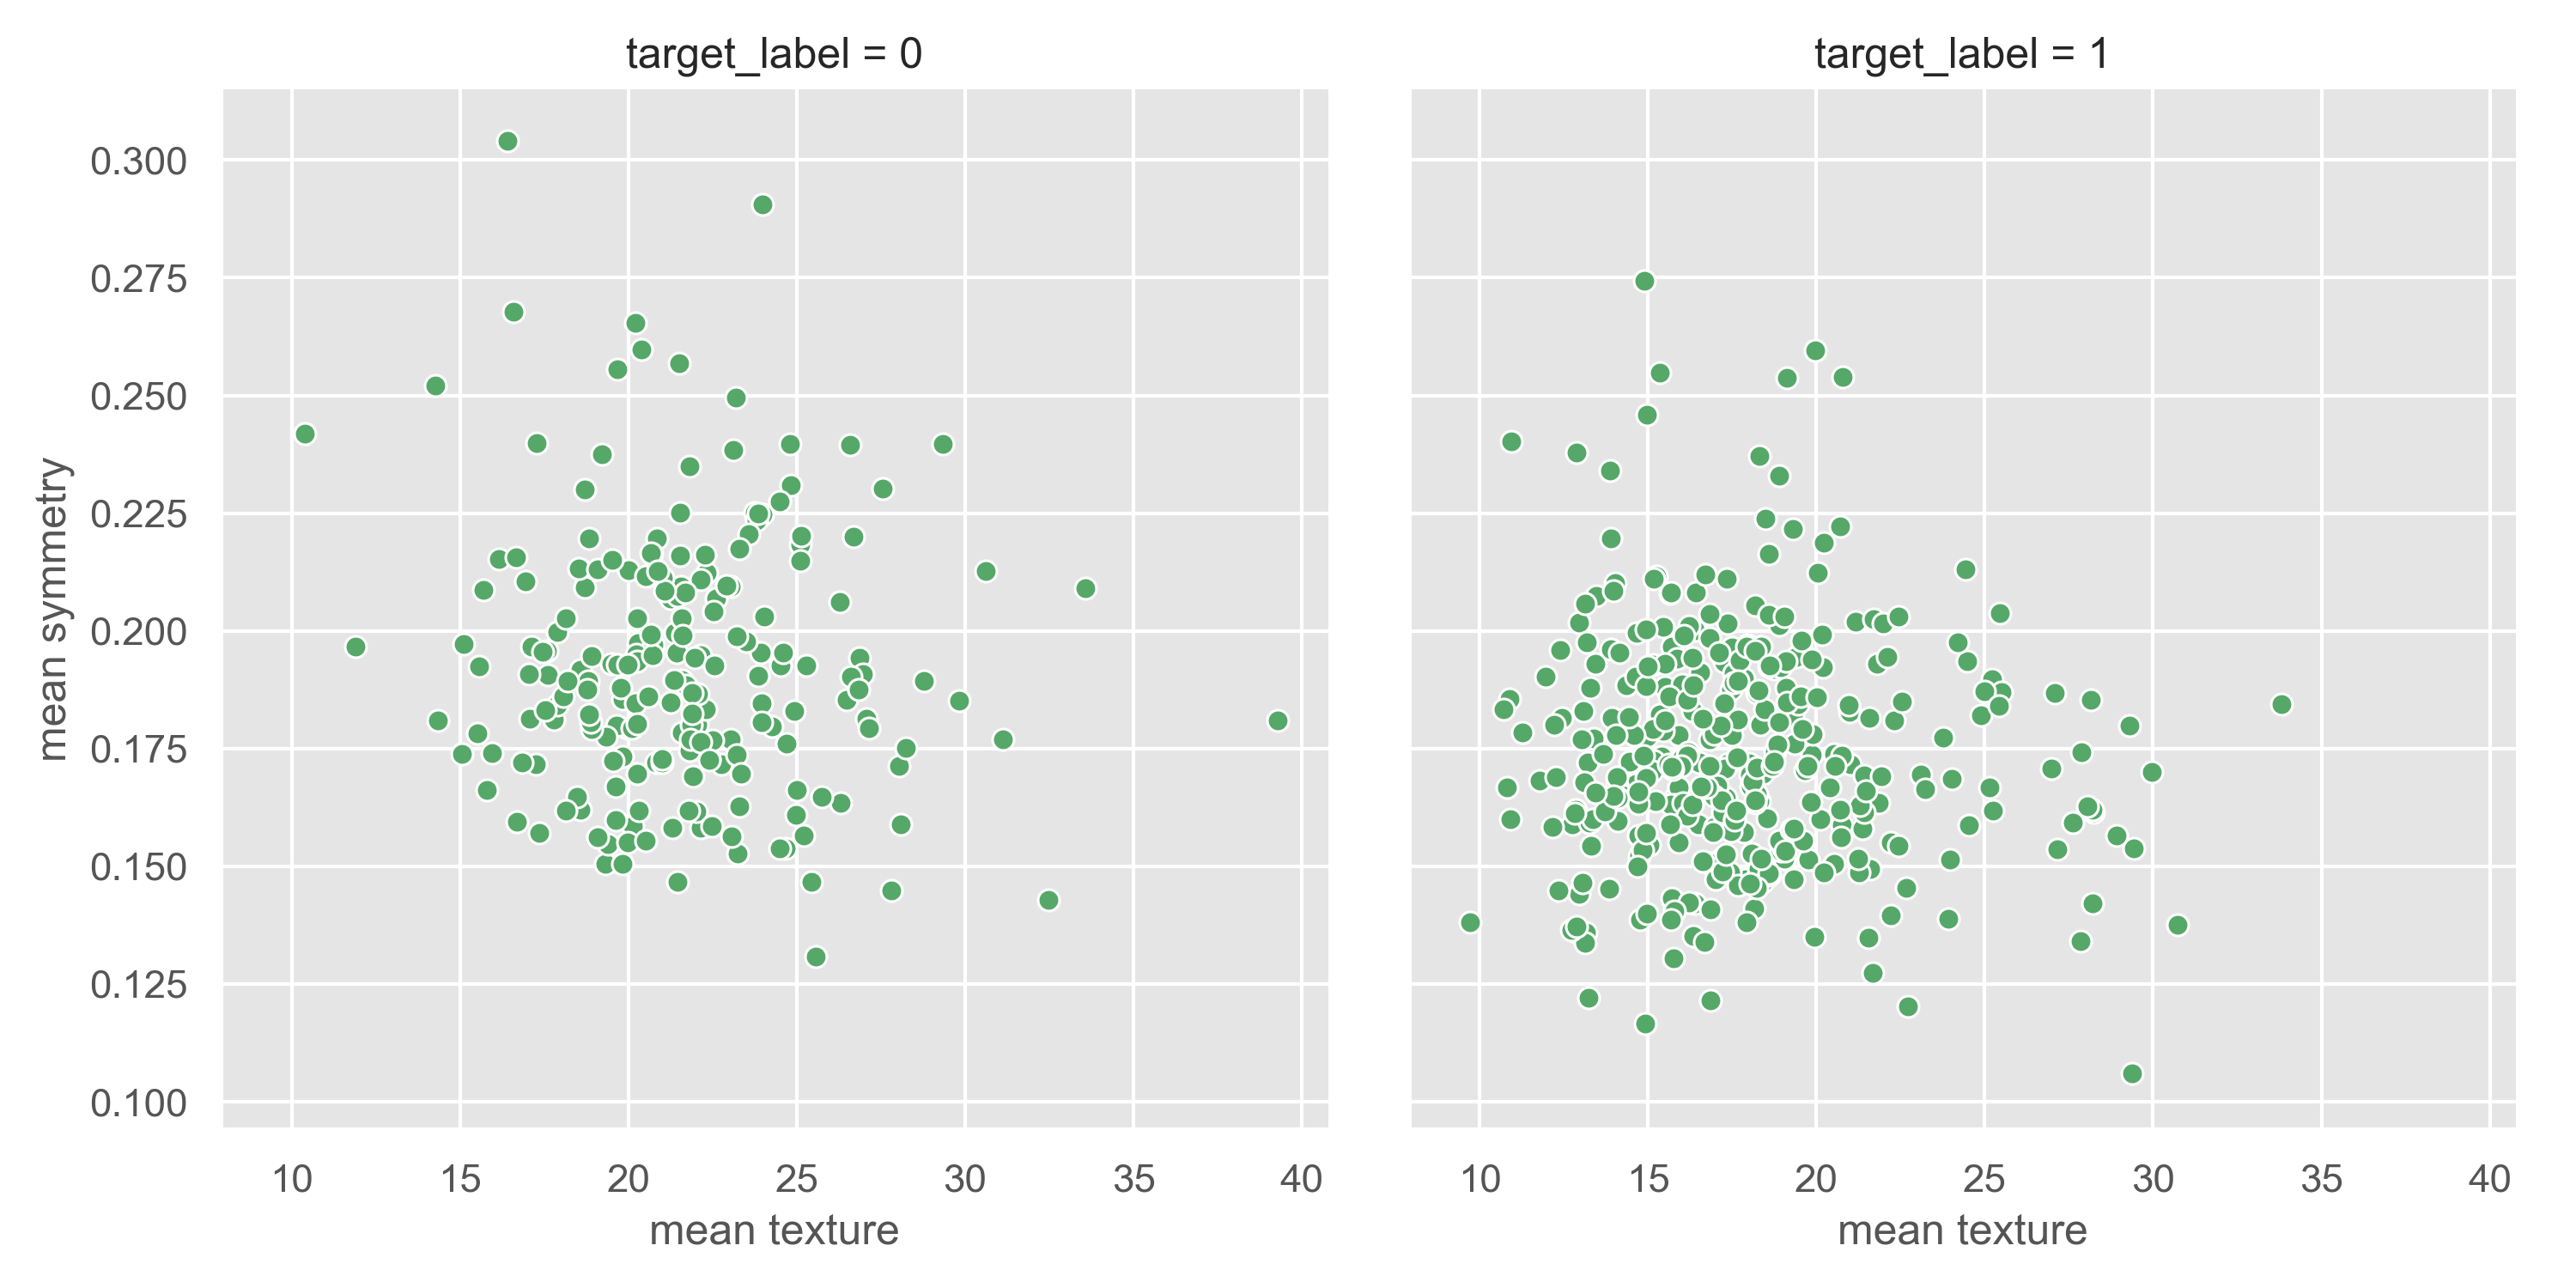 target_label = 0
target_label = 1
0.300
0.275
0.250
0.225
0.200
0.175
0.150
0.125
0.100
mean symmetry
10 15 20 25 30 35 40
10 15 20 25 30 35 40
mean texture
mean texture